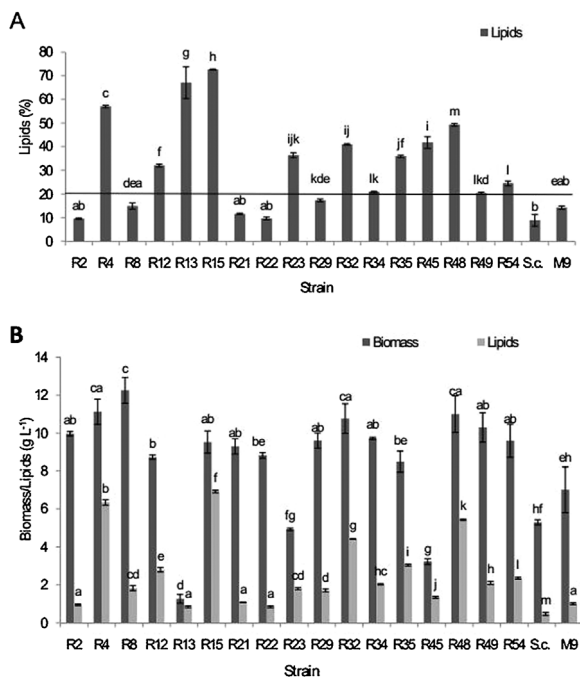 A
Lipids
80
70
60
50
40
30
20
10
0
Lipids (%)
ab c dea f g h ab ab ijk kde ij lk jf i m lkd l b eab
R2 R4 R8 R12 R13 R15 R21 R22 R23 R29 R32 R34 R35 R45 R48 R49 R54 S.c. M9
Strain
B
Biomass Lipids
14
12
10
8
6
4
2
0
Biomass/Lipids (g L-1)
ab ca c b d ab ab be fg ab ca ab be g ca ab ab hf eh
a b cd e a f a a cd a g hc i j k h l m a
R2 R4 R8 R12 R13 R15 R21 R22 R23 R29 R32 R34 R35 R45 R48 R49 R54 S.c. M9
Strain